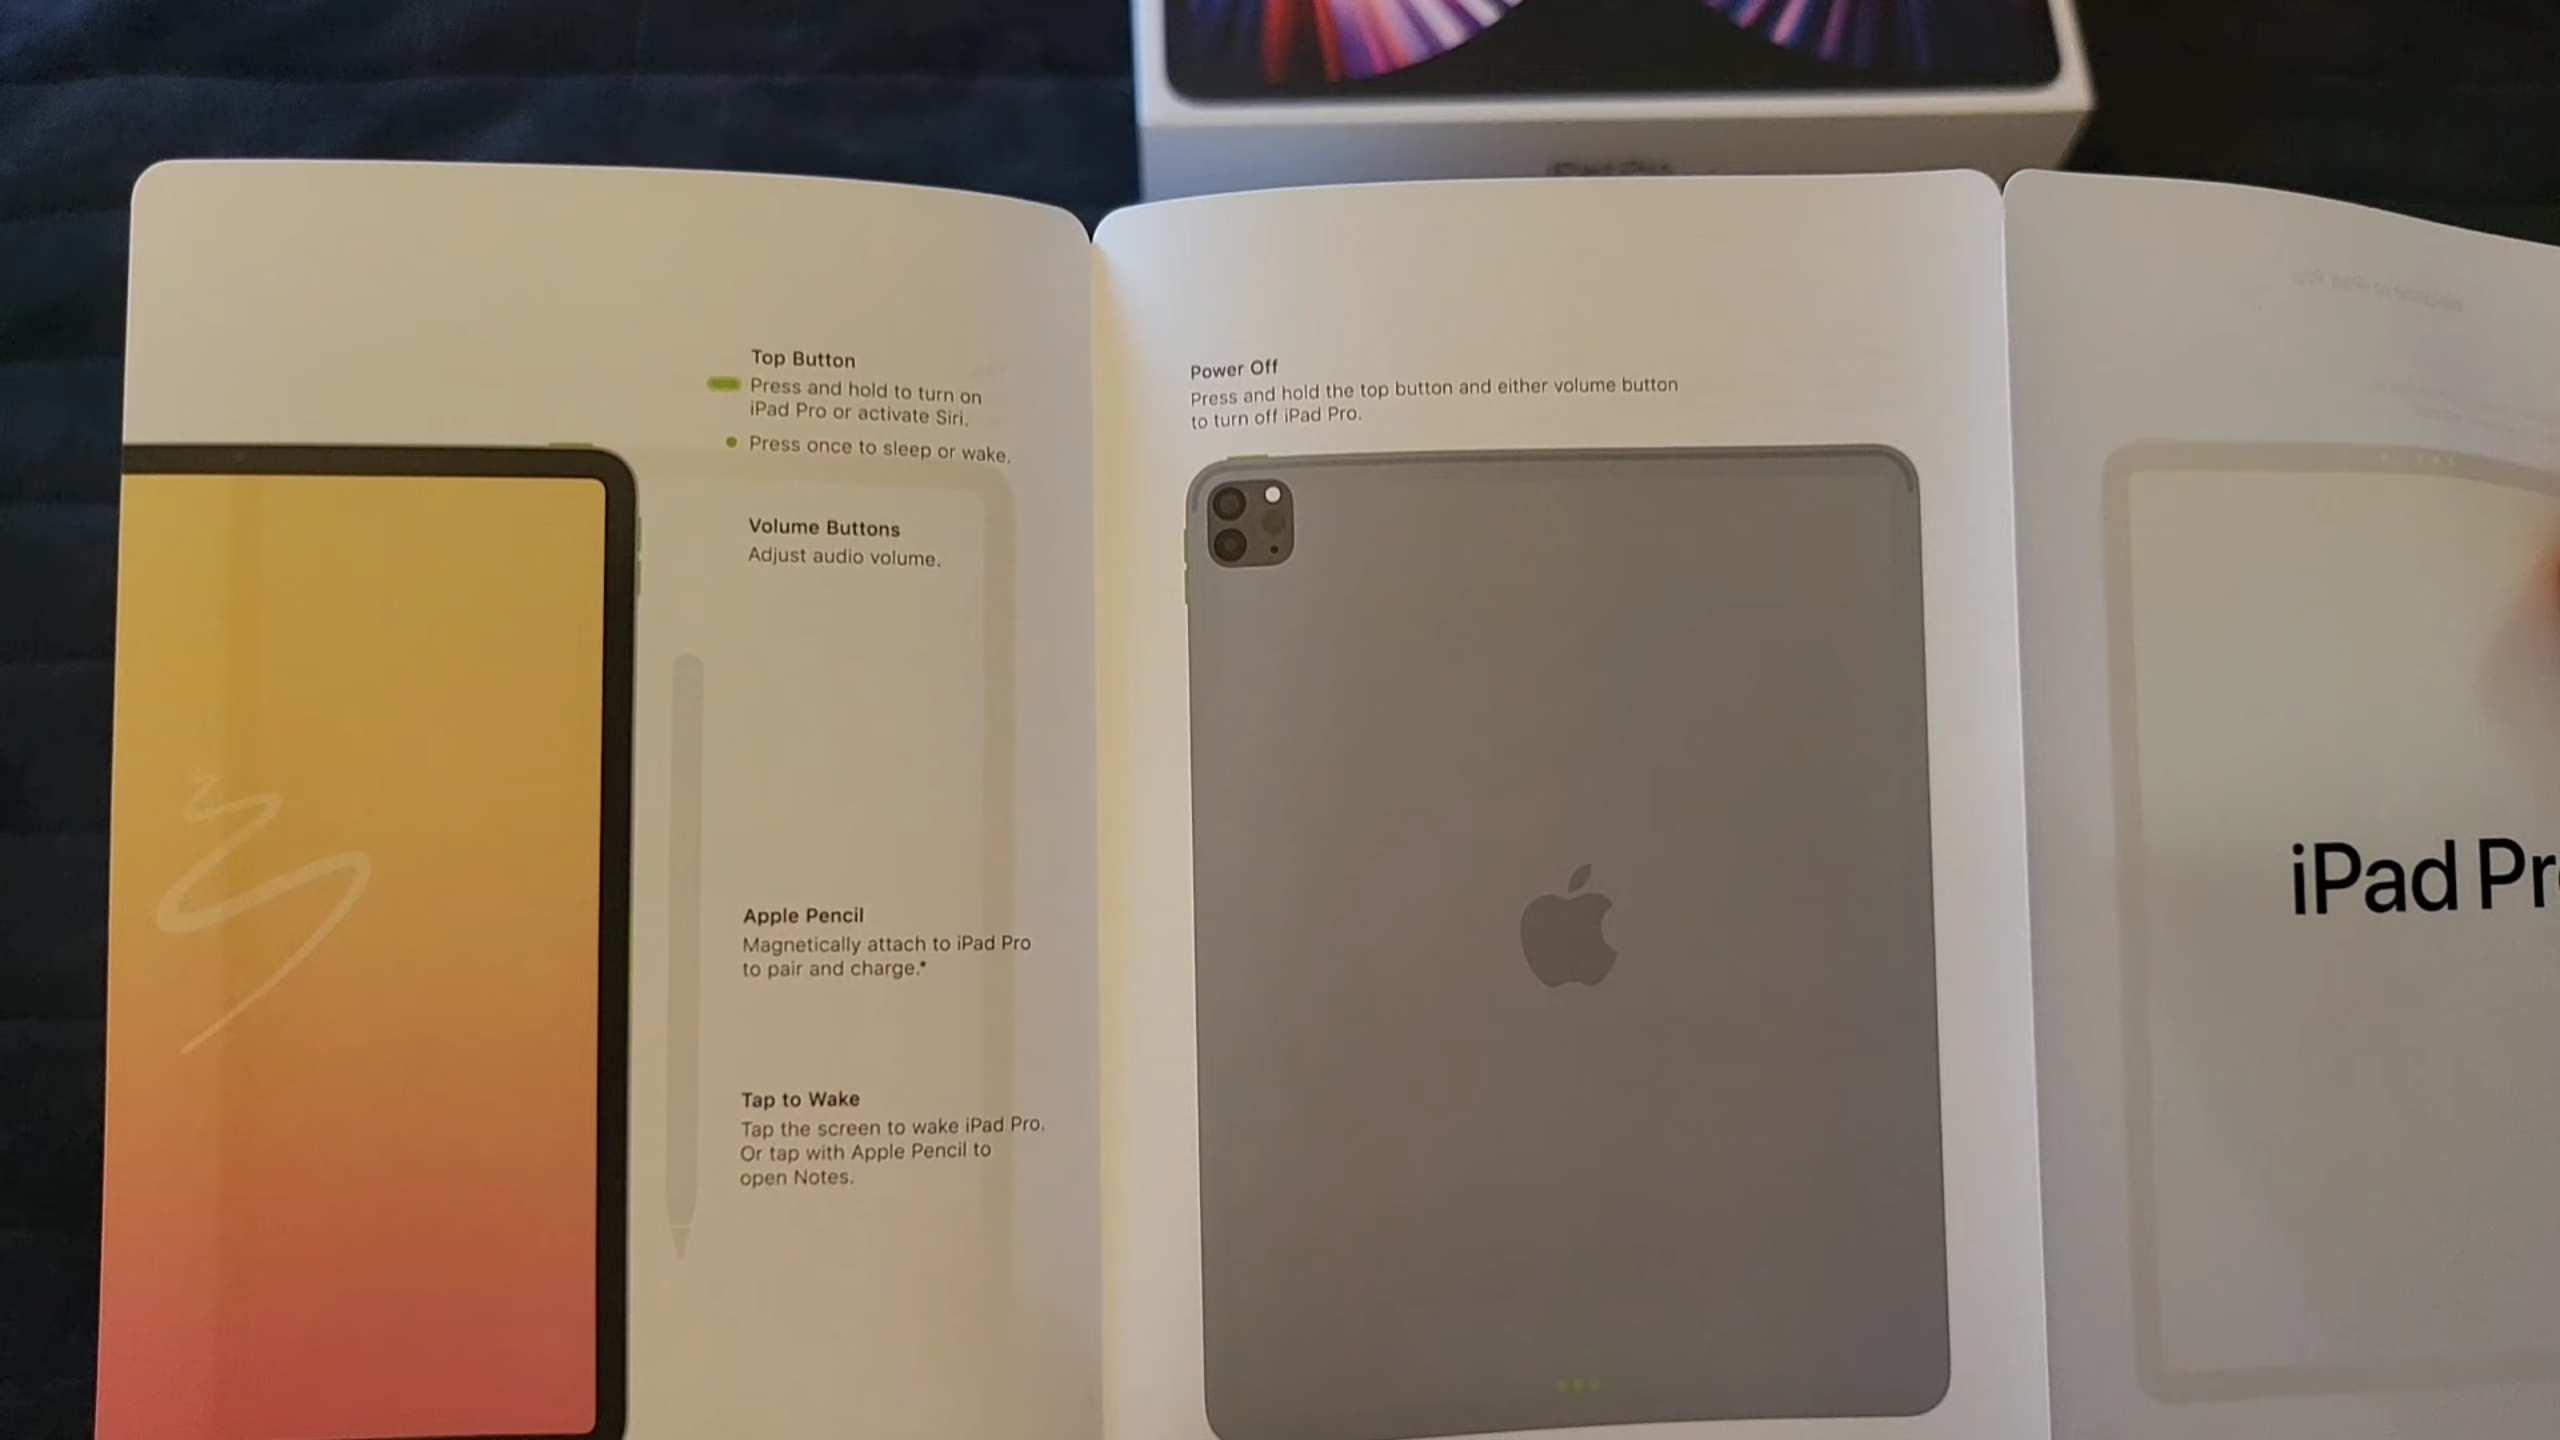 Top Button
Press and hold to turn on
iPad Pro or activate Siri.
Press once to sleep or wake.
Volume Buttons
Adjust audio volume.
Apple Pencil
Magnetically attach to iPad Pro
to pair and charge.*
Tap to Wake
Tap the screen to wake iPad Pro.
Or tap with Apple Pencil to
open Notes.
Power Off
Press and hold the top button and either volume button
to turn off iPad Pro.
iPad Pr
iPad Pro